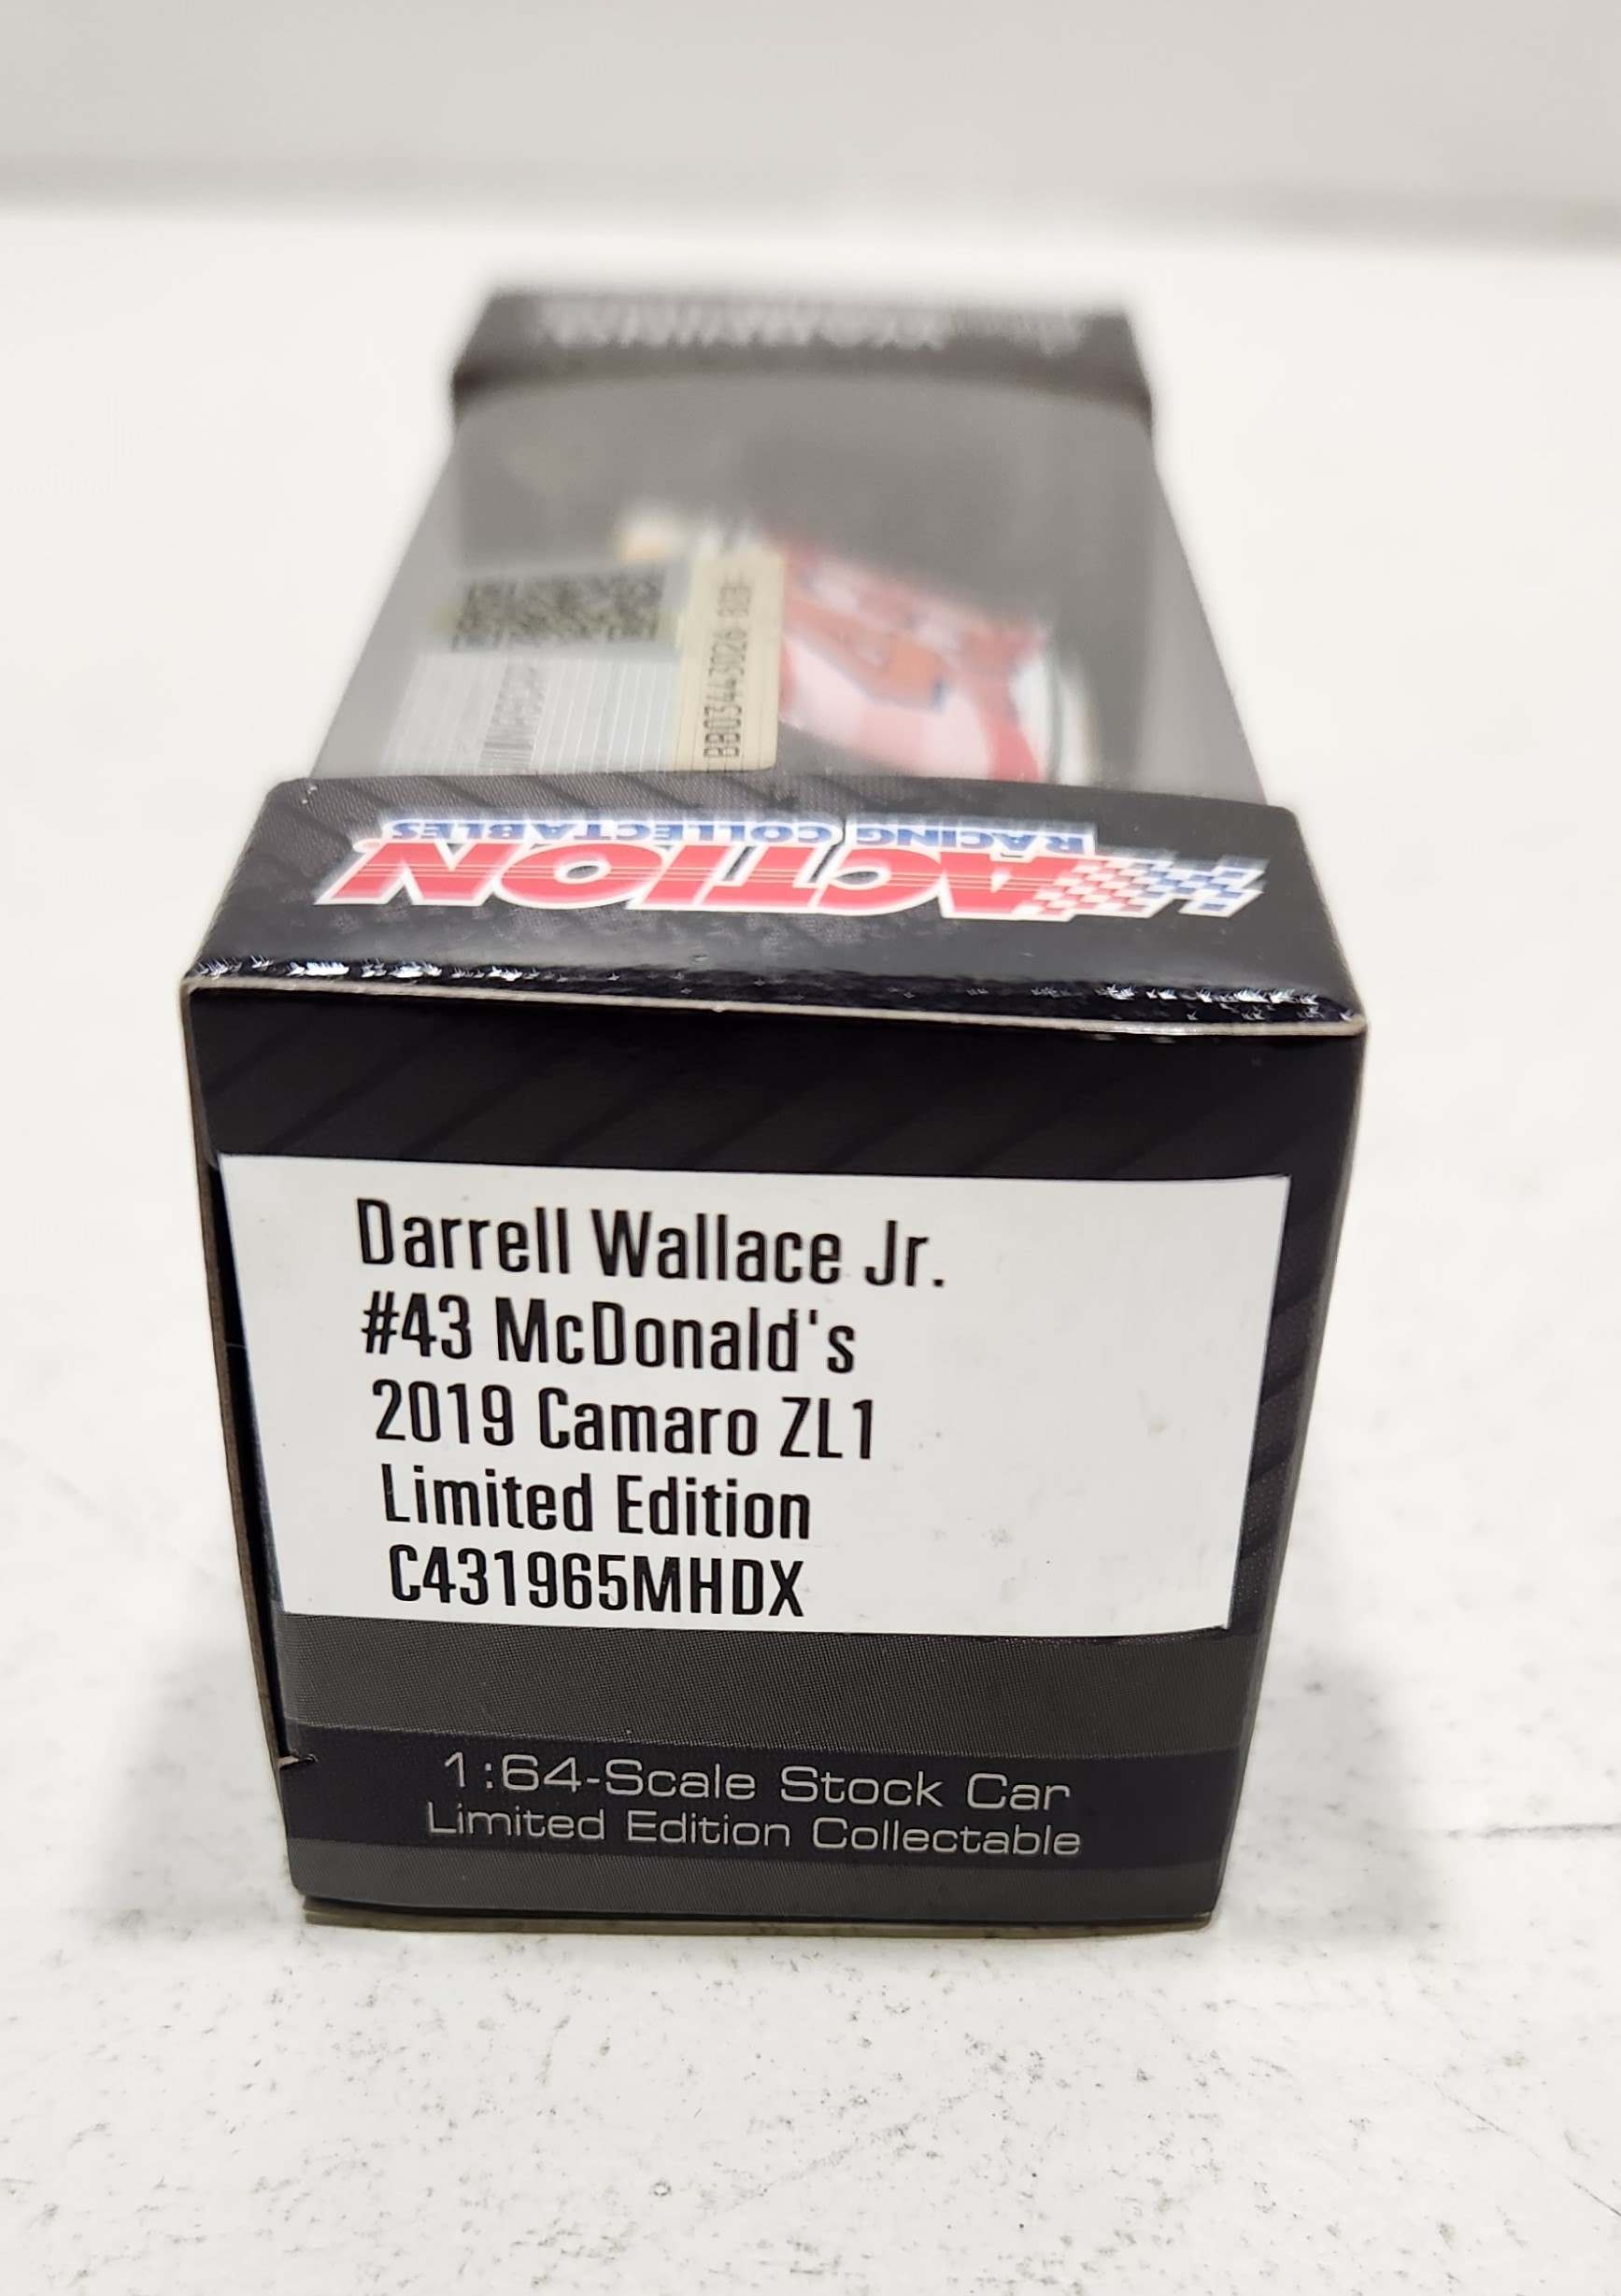 BB03443026
ACTION
RACING COLLECTABLES
Darrell Wallace Jr.
#43 McDonald's
2019 Camaro ZL1
Limited Edition
C431965MHDX
1:64-Scale Stock Car
Limited Edition Collectable